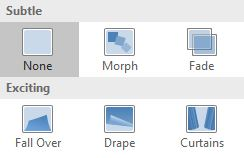 Subtle
None Morph Fade
Exciting
Fall Over Drape Curtains